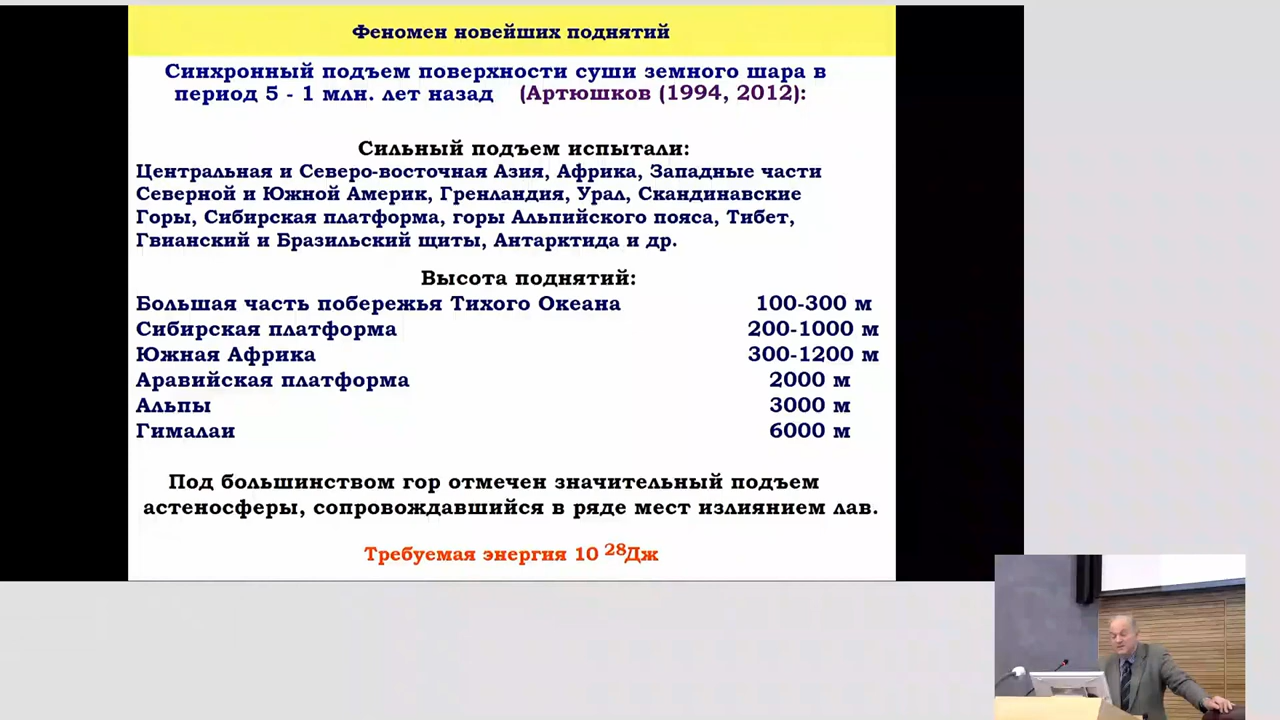 Феномен новейших поднятий
Синхронный подъем поверхности суши земного шара в
период 5 - 1 млн. лет назад (Артюшков (1994, 2012):
Сильный подъем испытали:
Центральная и Северо-восточная Азия, Африка, Западные части
Северной и Южной Америк, Гренландия, Урал, Скандинавские
Горы, Сибирская платформа, горы Альпийского пояса, Тибет,
Гвианский и Бразильский щиты, Антарктида и др.
Высота поднятий:
Большая часть побережья Тихого Океана 100-300 м
Сибирская платформа 200-1000 м
Южная Африка 300-1200 м
Аравийская платформа 2000 м
Альпы 3000 м
Гималаи 6000 м
Под большинством гор отмечен значительный подъем
астеносферы, сопровождавшийся в ряде мест излиянием лав.
Требуемая энергия 10 28Дж